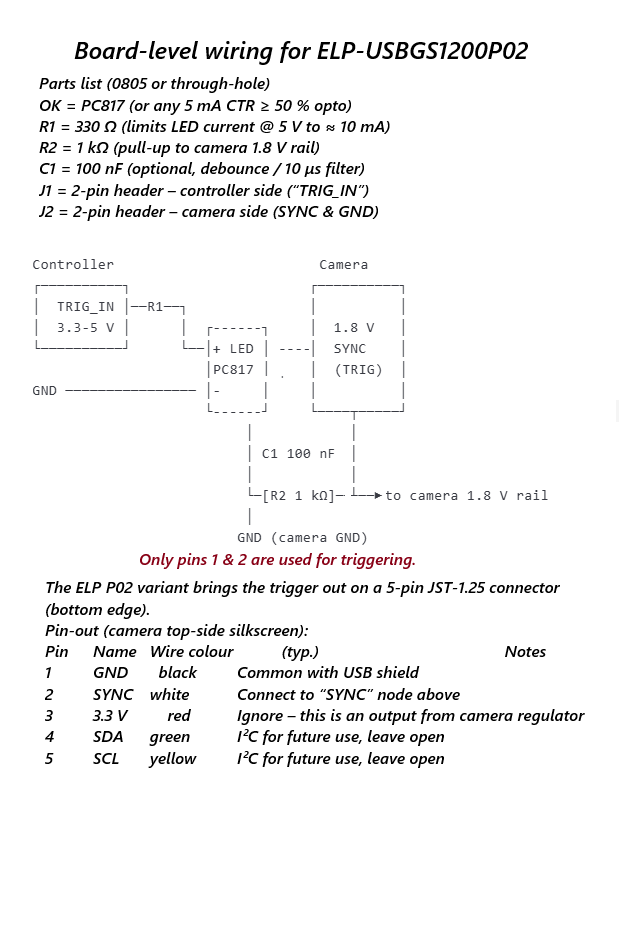 Board-level wiring for ELP-USBGS1200P02
Parts list (0805 or through-hole)
OK = PC817 (or any 5 mA CTR ≥ 50 % opto)
R1 = 330 Ω (limits LED current @ 5 V to ≈ 10 mA)
R2 = 1 kΩ (pull-up to camera 1.8 V rail)
C1 = 100 nF (optional, debounce / 10 µs filter)
J1 = 2-pin header – controller side (“TRIG_IN”)
J2 = 2-pin header – camera side (SYNC & GND)
Controller Camera
TRIG_IN R1
3.3-5 V 1.8 V
+ LED SYNC
PC817 (TRIG)
GND -
C1 100 nF
[R2 1 kΩ] to camera 1.8 V rail
GND (camera GND)
Only pins 1 & 2 are used for triggering.
The ELP P02 variant brings the trigger out on a 5-pin JST-1.25 connector
(bottom edge).
Pin-out (camera top-side silkscreen):
Pin Name Wire colour (typ.) Notes
1 GND black Common with USB shield
2 SYNC white Connect to “SYNC” node above
3 3.3 V red Ignore – this is an output from camera regulator
4 SDA green I²C for future use, leave open
5 SCL yellow I²C for future use, leave open